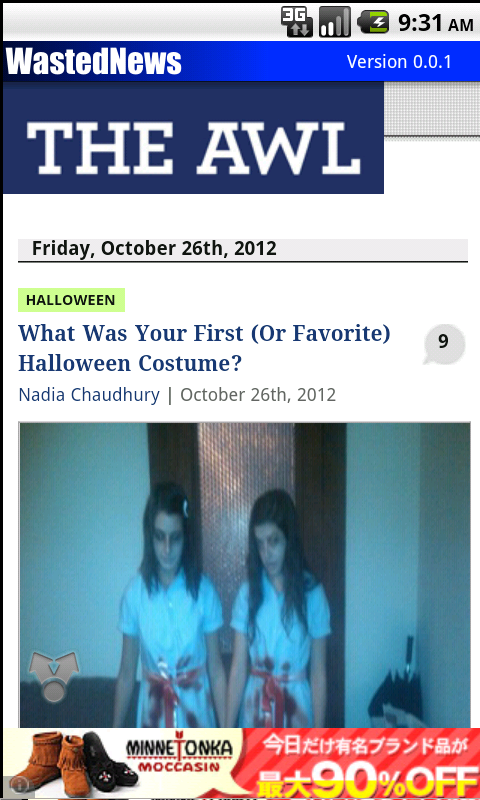 3G
9:31 AM
WastedNews
Version 0.0.1
THE AWL
Friday, October 26th, 2012
HALLOWEEN
What Was Your First (Or Favorite)
Halloween Costume?
9
Nadia Chaudhury | October 26th, 2012
MINNETONKA
MOCCASIN
今日だけ有名ブランド品が
最大90%OFF